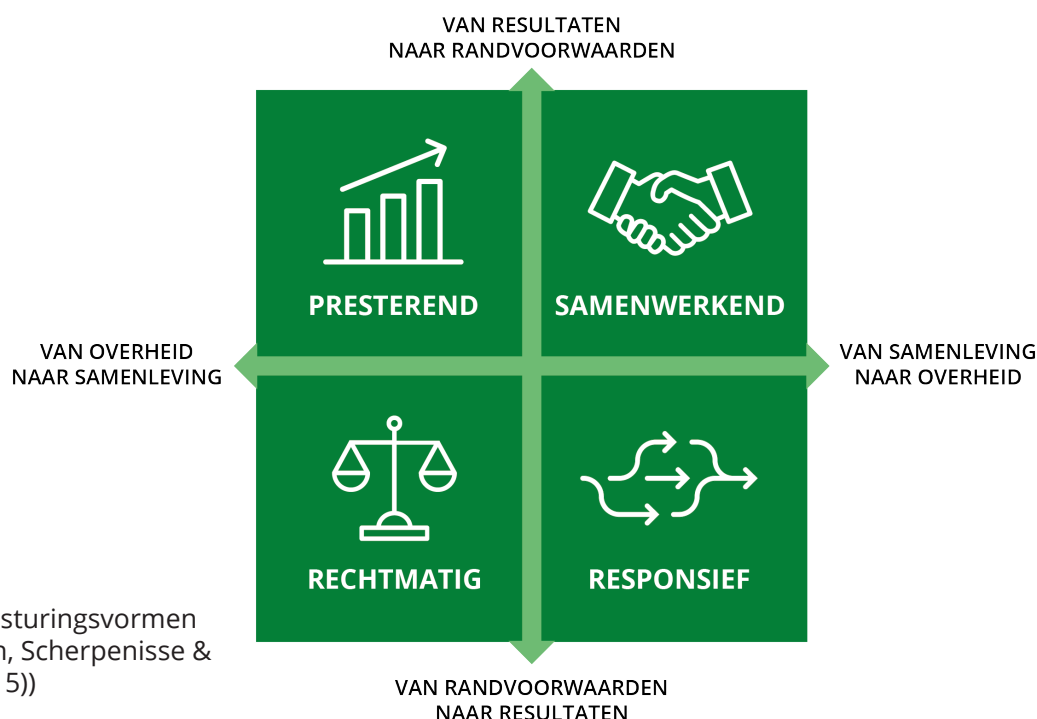 VAN RESULTATEN
NAAR RANDVOORWAARDEN
PRESTEREND
SAMENWERKEND
VAN OVERHEID
NAAR SAMENLEVING
VAN SAMENLEVING
NAAR OVERHEID
RECHTMATIG
RESPONSIEF
sturingsvormen
, Scherpenisse &
5))
VAN RANDVOORWAARDEN
NAAR RESULTATEN